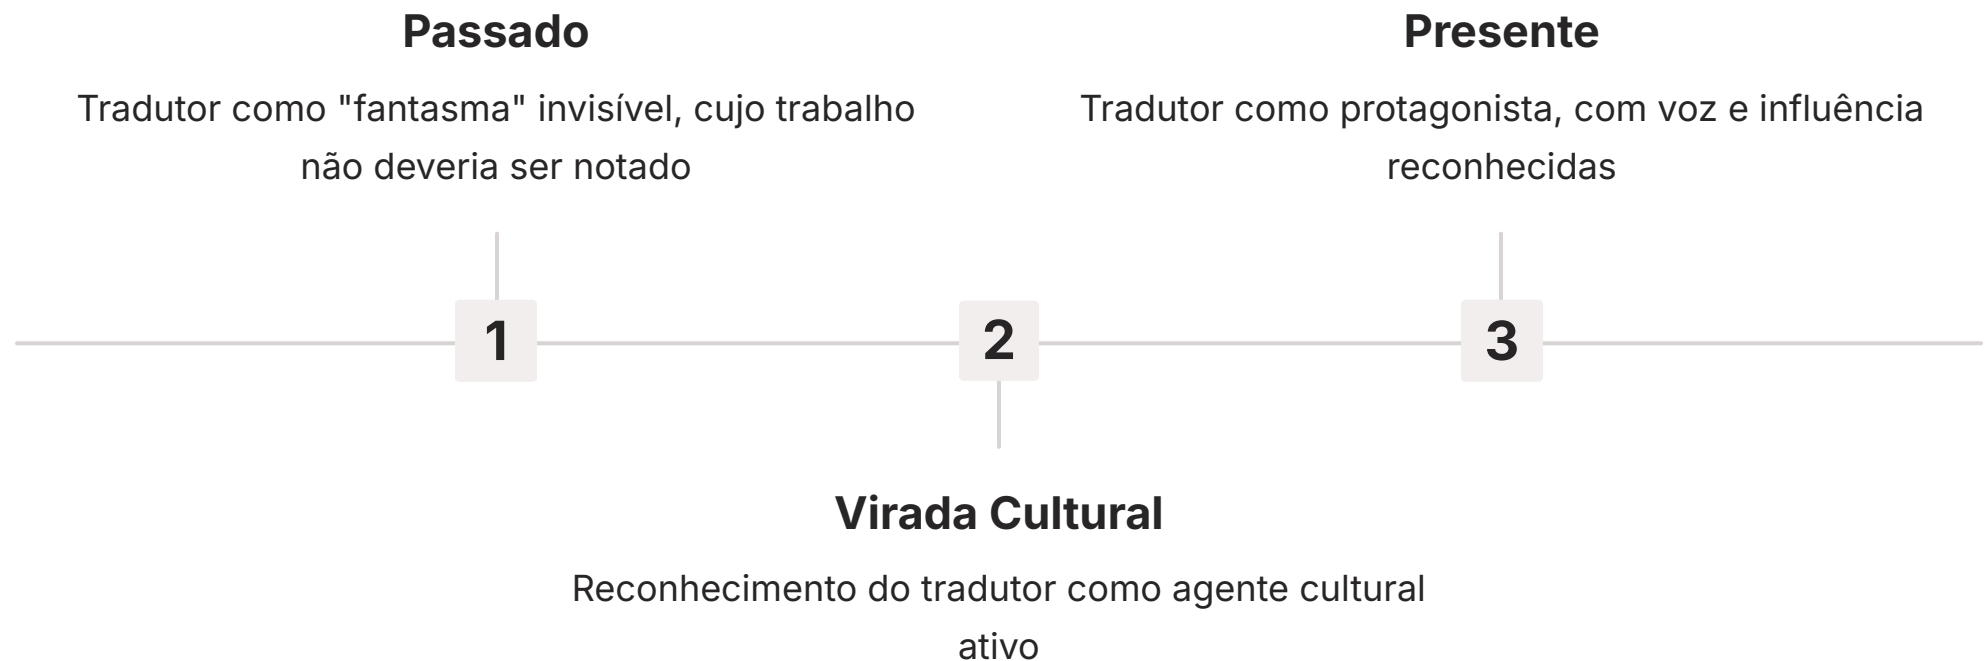 Passado
Tradutor como "fantasma" invisível, cujo trabalho
não deveria ser notado
Presente
Tradutor como protagonista, com voz e influência
reconhecidas
1
2
3
Virada Cultural
Reconhecimento do tradutor como agente cultural
ativo